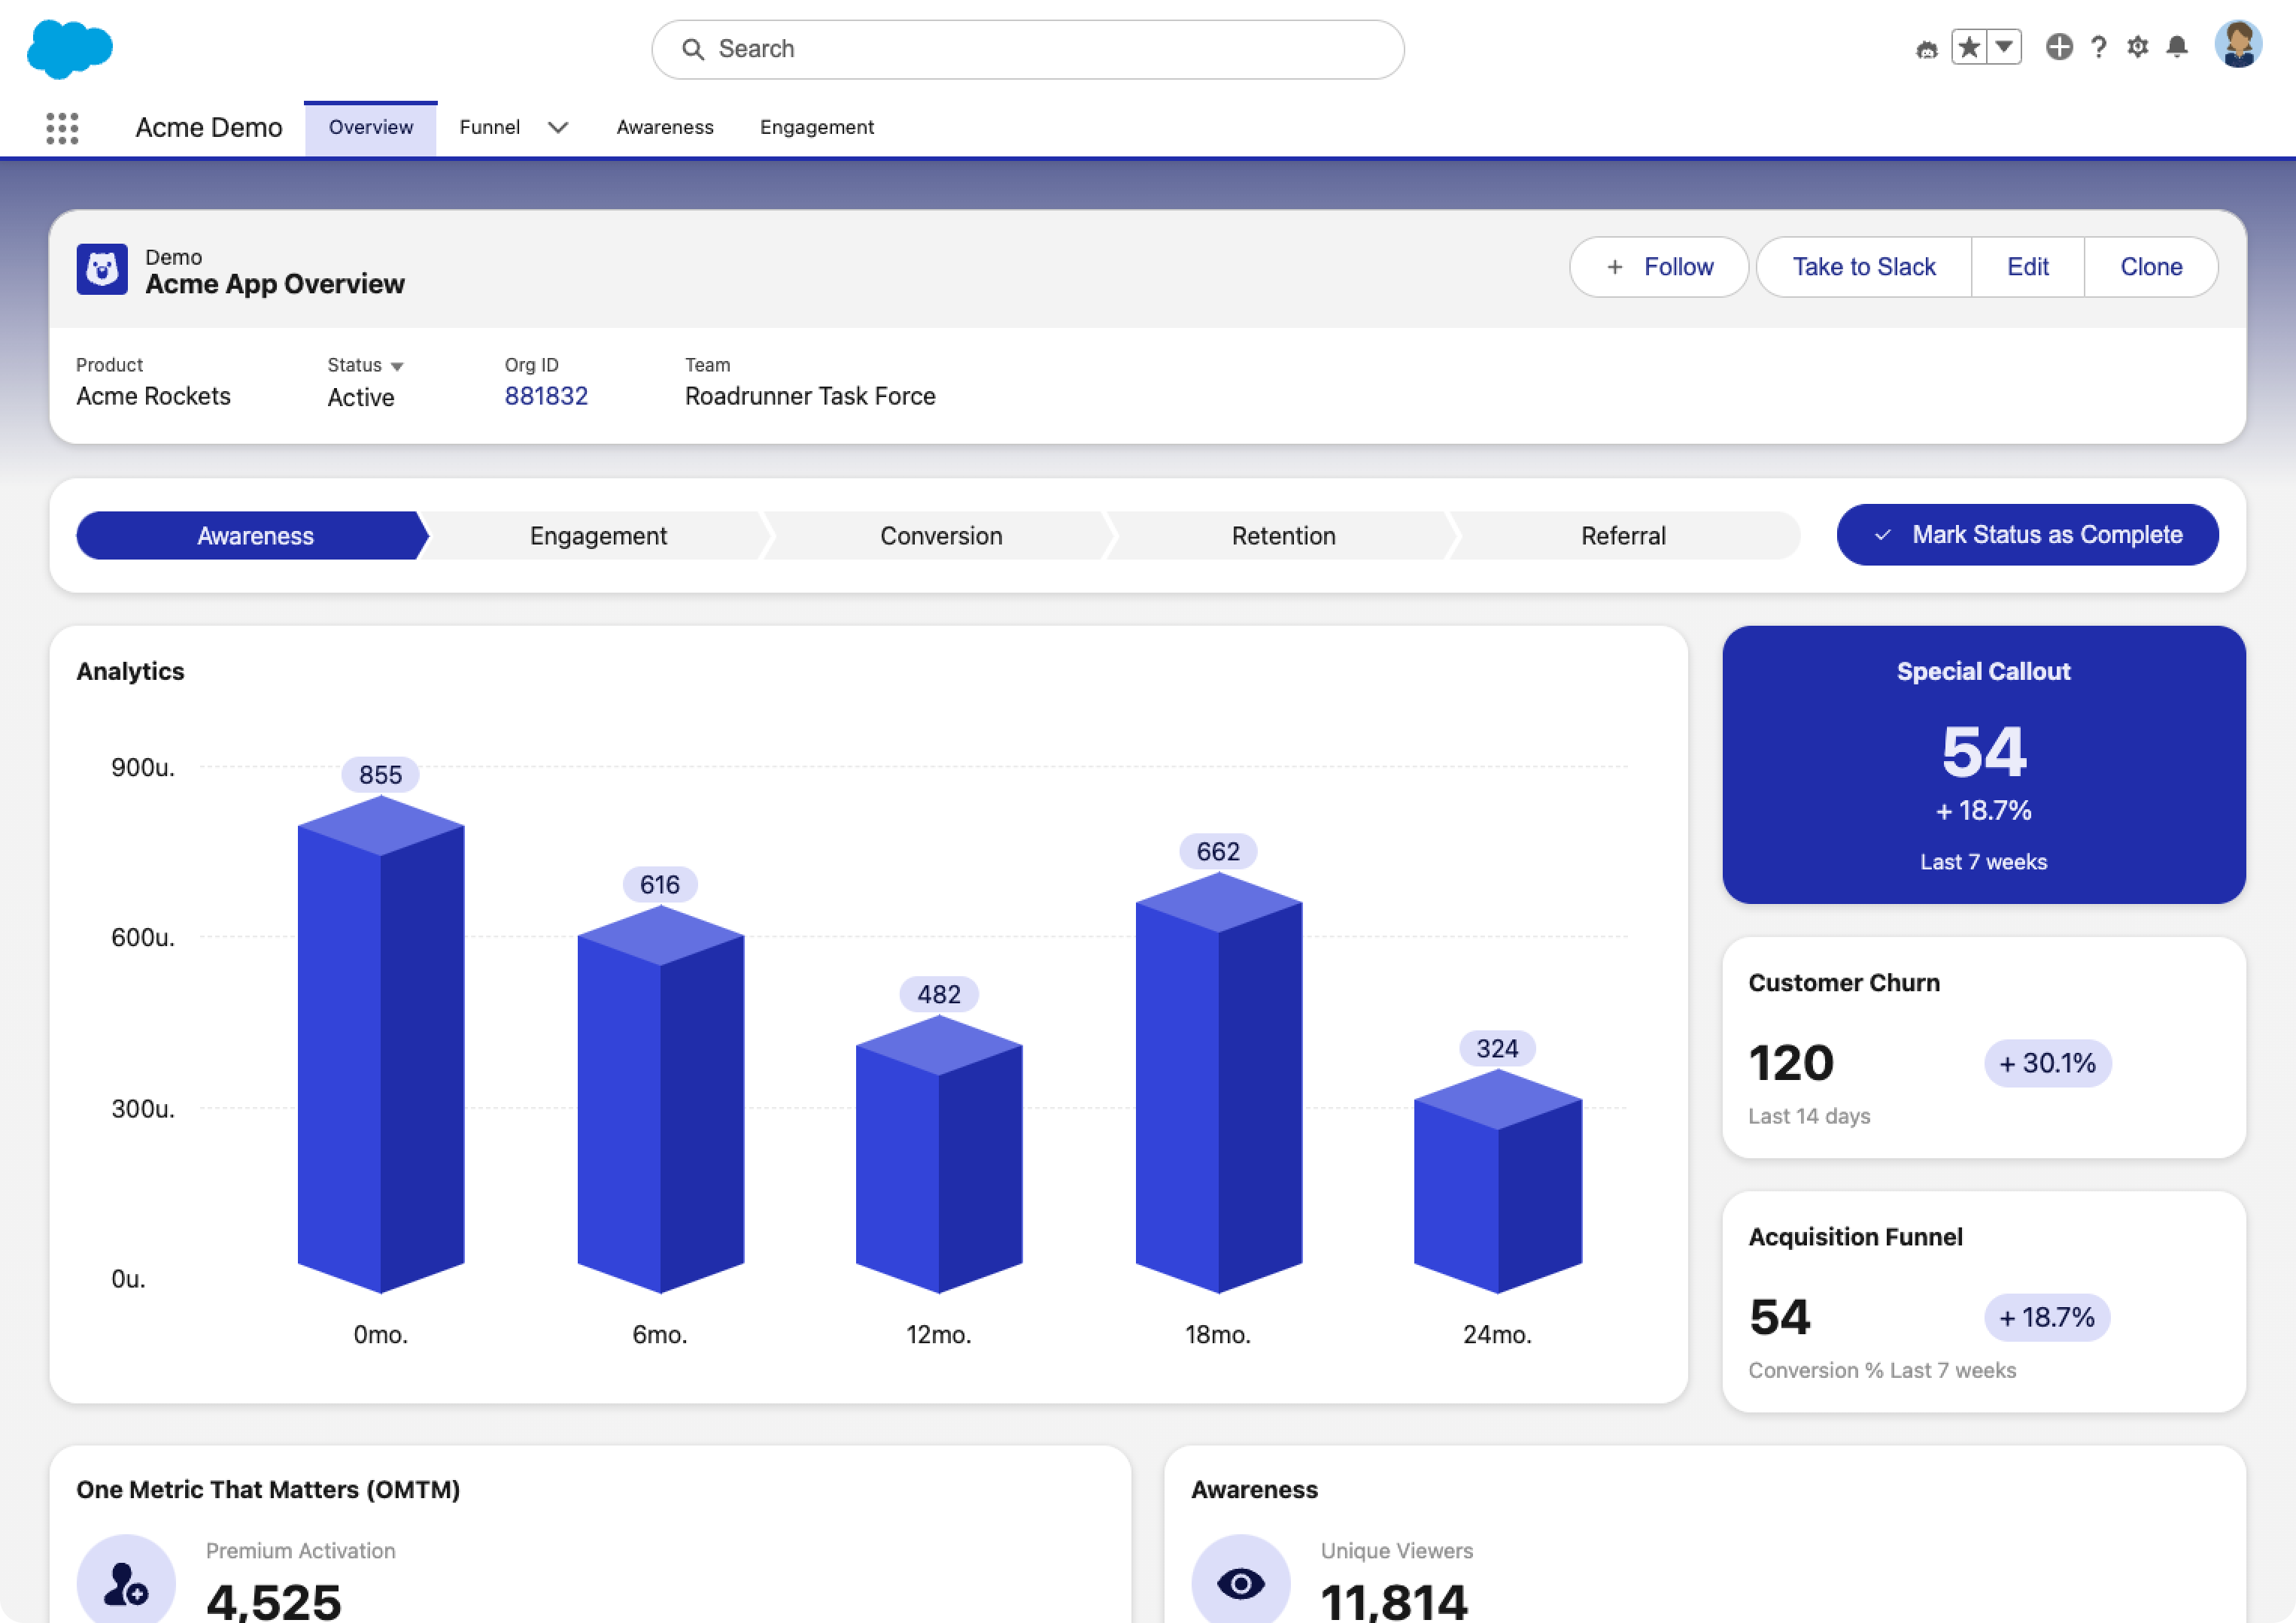 Search
Acme Demo
Overview
Funnel
Awareness
Engagement
Demo
Acme App Overview
+ Follow
Take to Slack
Edit
Clone
Product
Acme Rockets
Status
Active
Org ID
881832
Team
Roadrunner Task Force
Awareness
Engagement
Conversion
Retention
Referral
Mark Status as Complete
Analytics
900u.
600u.
300u.
0u.
855
616
482
662
324
0mo.
6mo.
12mo.
18mo.
24mo.
Special Callout
54
+ 18.7%
Last 7 weeks
Customer Churn
120
+ 30.1%
Last 14 days
Acquisition Funnel
54
+ 18.7%
Conversion % Last 7 weeks
One Metric That Matters (OMTM)
Premium Activation
4,525
Awareness
Unique Viewers
11,814